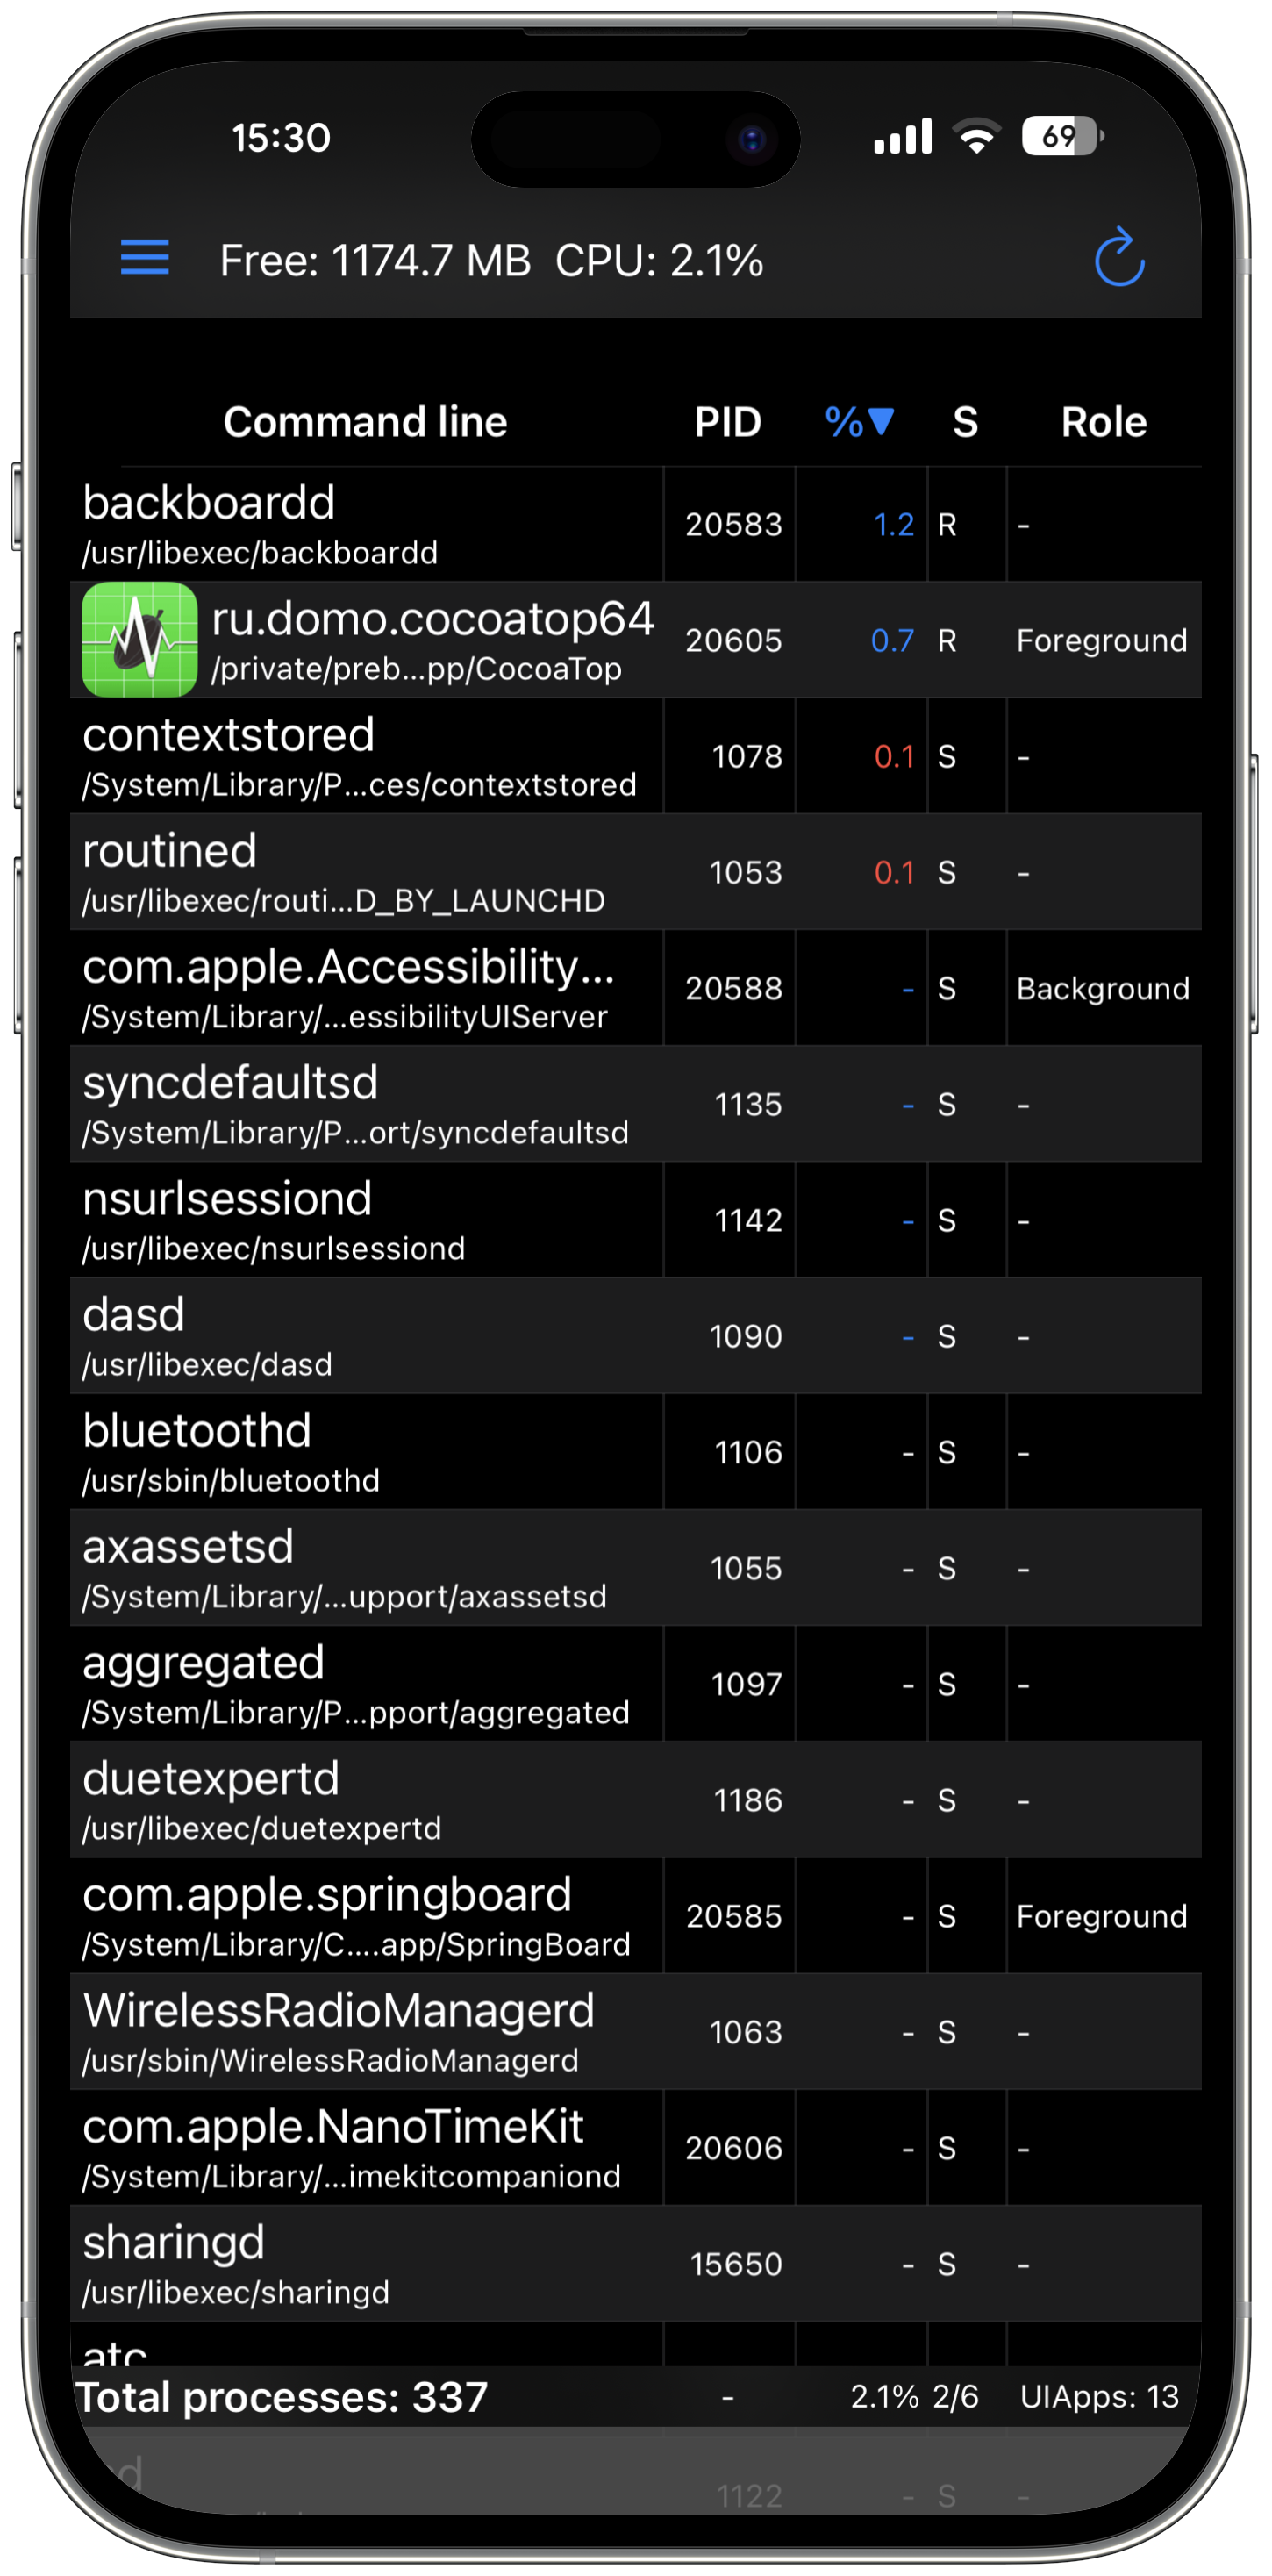 15:30 69
Free: 1174.7 MB CPU: 2.1%
Command line PID %▼ S Role
backboardd
/usr/libexec/backboardd 20583 1.2 R -
ru.domo.cocoatop64
/private/preb...pp/CocoaTop 20605 0.7 R Foreground
contextstored
/System/Library/P...ces/contextstored 1078 0.1 S -
routined
/usr/libexec/routi...D_BY_LAUNCHD 1053 0.1 S -
com.apple.Accessibility...
/System/Library/...essibilityUIServer 20588 - S Background
syncdefaultsd
/System/Library/P...ort/syncdefaultsd 1135 - S -
nsurlsessiond
/usr/libexec/nsurlsessiond 1142 - S -
dasd
/usr/libexec/dasd 1090 - S -
bluetoothd
/usr/sbin/bluetoothd 1106 - S -
axassetsd
/System/Library/...upport/axassetsd 1055 - S -
aggregated
/System/Library/P...pport/aggregated 1097 - S -
duetexpertd
/usr/libexec/duetexpertd 1186 - S -
com.apple.springboard
/System/Library/C....app/SpringBoard 20585 - S Foreground
WirelessRadioManagerd
/usr/sbin/WirelessRadioManagerd 1063 - S -
com.apple.NanoTimeKit
/System/Library/...imekitcompaniond 20606 - S -
sharingd
/usr/libexec/sharingd 15650 - S -
atc
Total processes: 337 - 2.1% 2/6 UIApps: 13
1122 - S -